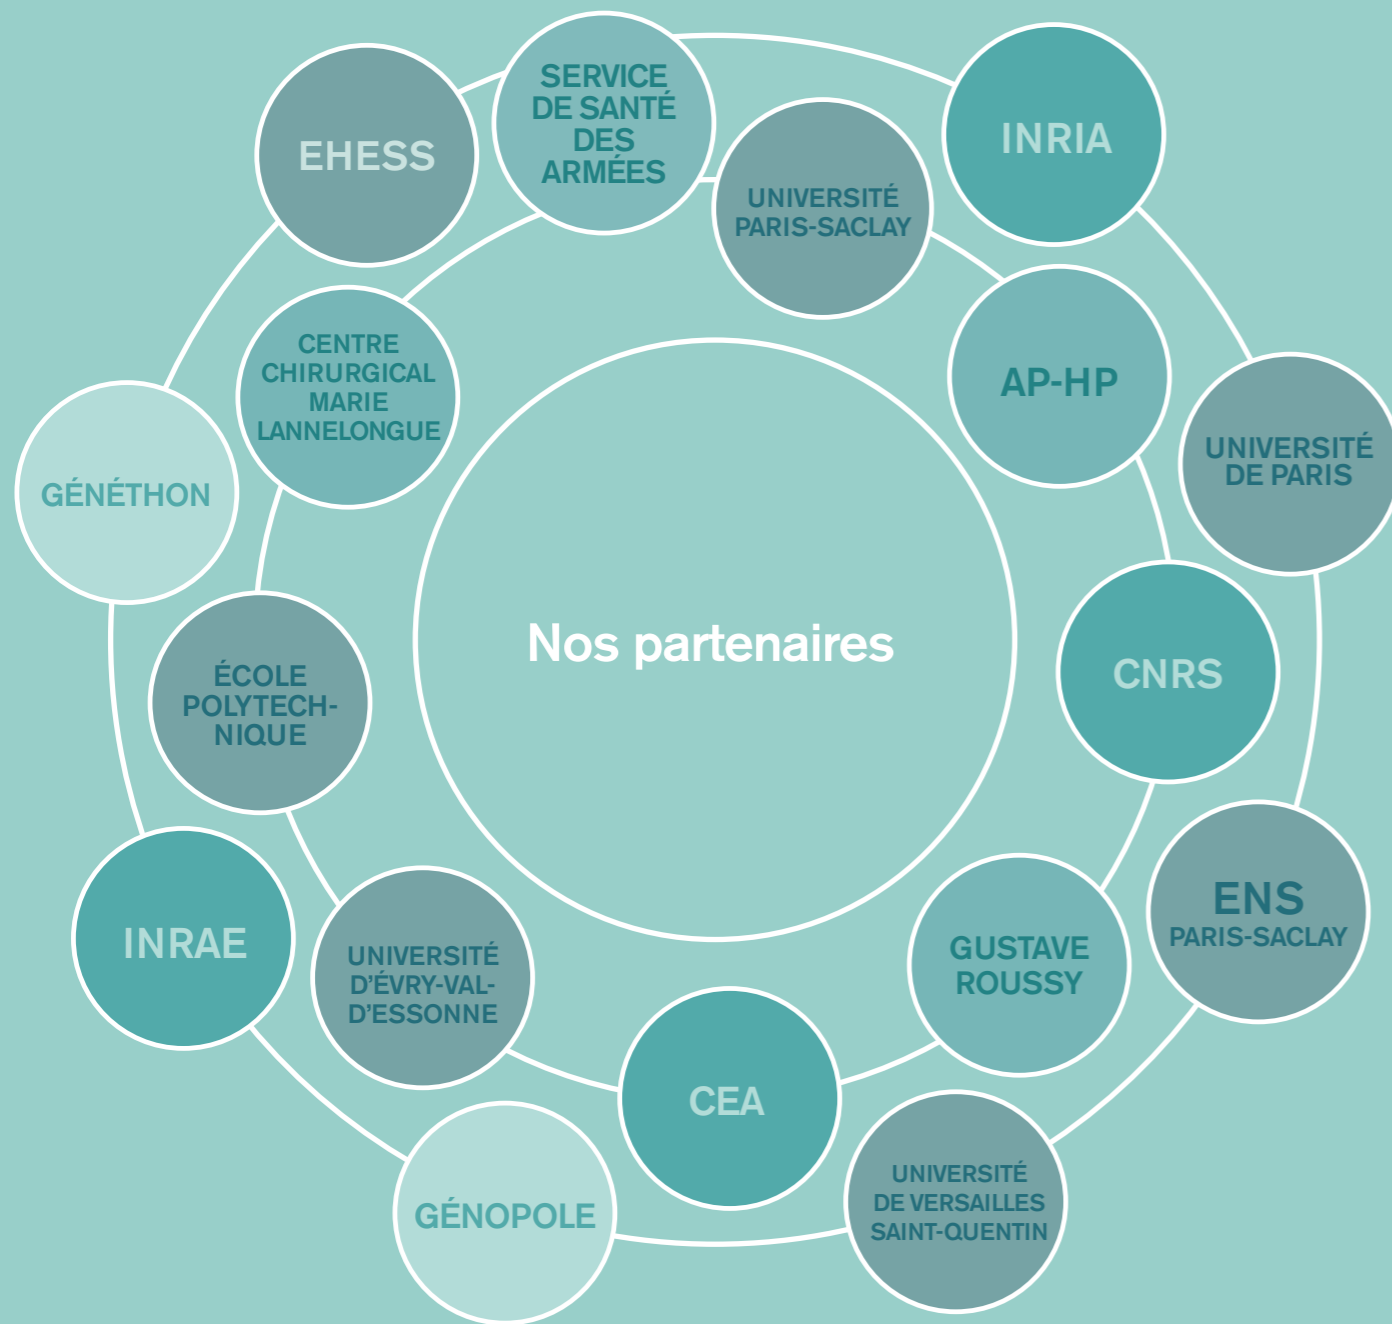 SERVICE
DE SANTÉ
DES
ARMÉES
INRIA
EHESS
UNIVERSITÉ
PARIS-SACLAY
CENTRE
CHIRURGICAL
MARIE
LANNELONGUE
AP-HP
UNIVERSITÉ
DE PARIS
GÉNÉTHON
Nos partenaires
CNRS
ÉCOLE
POLYTECH-
NIQUE
ENS
PARIS-SACLAY
INRAE
UNIVERSITÉ
D'ÉVRY-VAL-
D'ESSONNE
GUSTAVE
ROUSSY
CEA
GÉNOPOLE
UNIVERSITÉ
DE VERSAILLES
SAINT-QUENTIN